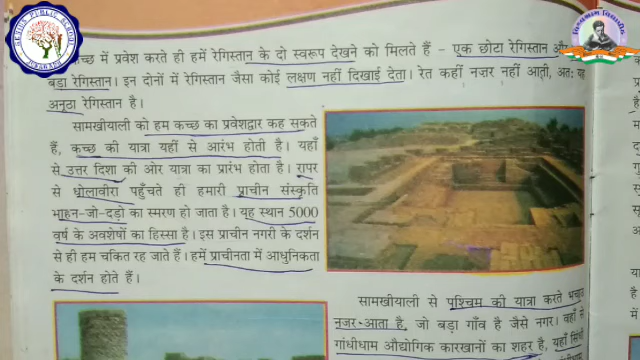 कच्छ में प्रवेश करते ही हमें रेगिस्तान के दो स्वरूप देखने को मिलते हैं – एक छोटा रेगिस्तान और
बड़ा रेगिस्तान। इन दोनों में रेगिस्तान जैसा कोई लक्षण नहीं दिखाई देता। रेत कहीं नज़र नहीं आती, अतः यह
अनूठा रेगिस्तान है।
सामखीयाली को हम कच्छ का प्रवेशद्वार कह सकते
हैं, कच्छ की यात्रा यहीं से आरंभ होती है। यहाँ
से उत्तर दिशा की ओर यात्रा का प्रारंभ होता है। रापर
से धोलावीरा पहुँचते ही हमारी प्राचीन संस्कृति
जो-दड़ो का स्मरण हो जाता है। यह स्थान 5000
वर्ष के अवशेषों का हिस्सा है। इस प्राचीन नगरी के दर्शन
से ही हम चकित रह जाते हैं। हमें प्राचीनता में आधुनिकता
के दर्शन होते हैं।
सामखीयाली से पश्चिम की यात्रा करते भचाउ
नजर आता है, जो बड़ा गाँव है जैसे नगर। वहाँ से
गांधीधाम औद्योगिक कारखानों का शहर है, यहाँ सिंधी